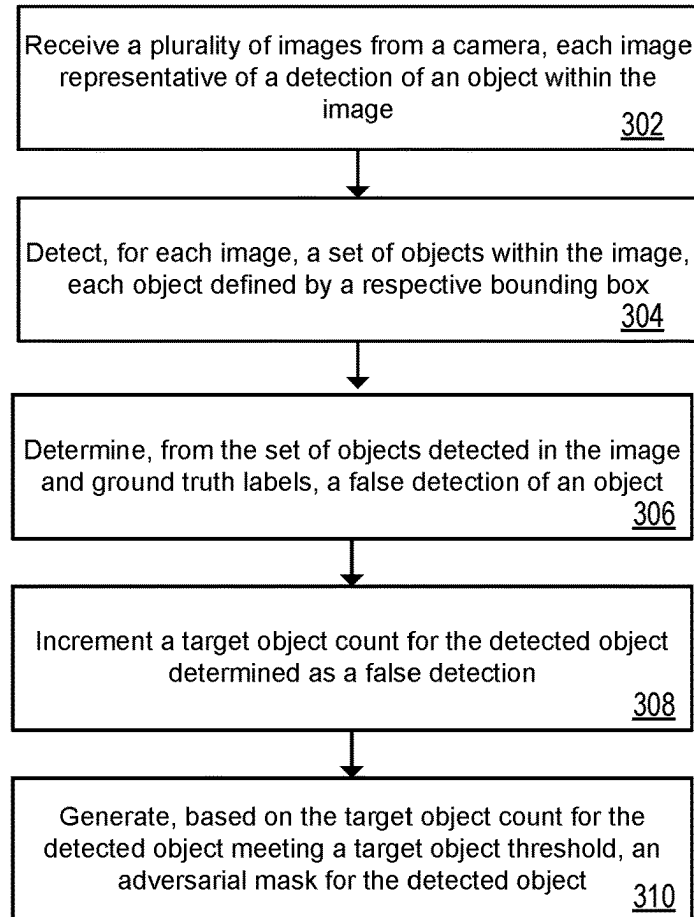 Receive a plurality of images from a camera, each image
representative of a detection of an object within the
image
302
Detect, for each image, a set of objects within the image,
each object defined by a respective bounding box
304
Determine, from the set of objects detected in the image
and ground truth labels, a false detection of an object
306
Increment a target object count for the detected object
determined as a false detection
308
Generate, based on the target object count for the
detected object meeting a target object threshold, an
adversarial mask for the detected object
310